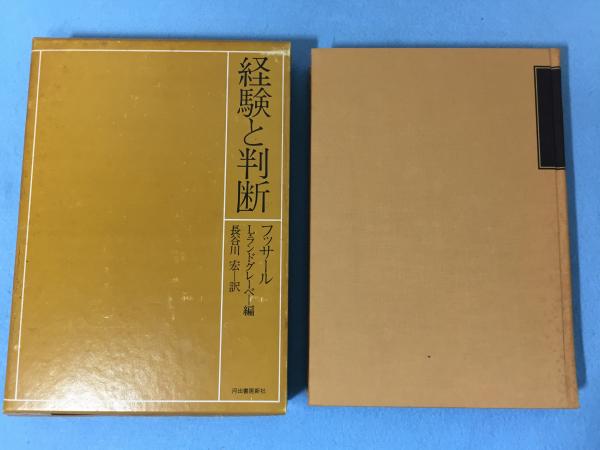 経験と判断
フッサール
L・ランドグレーベ―編
長谷川 宏―訳
河出書房新社